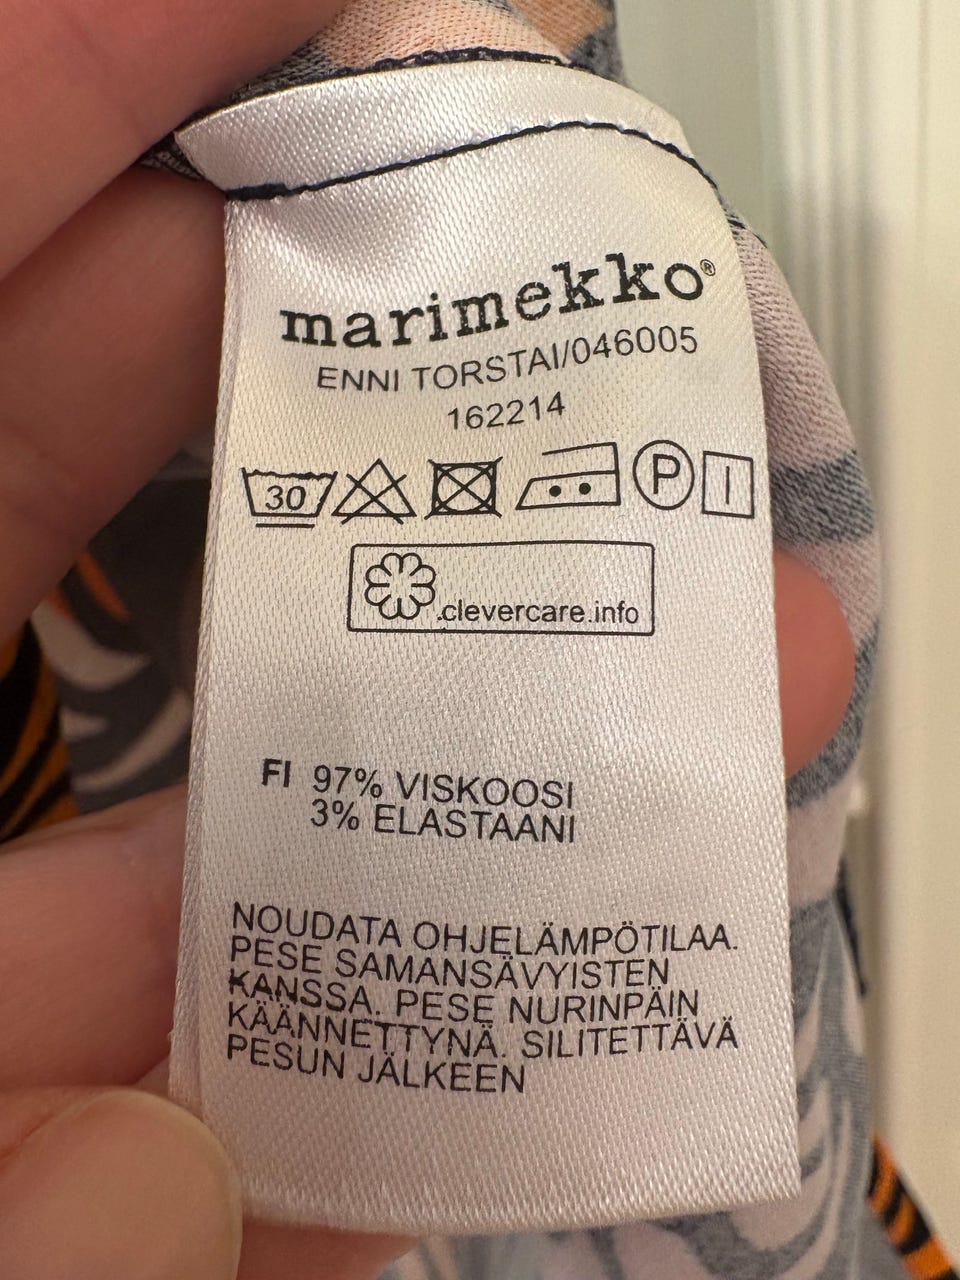 marimekko®
ENNI TORSTAI/046005
162214
30 P
clevercare.info
FI 97% VISKOOSI
3% ELASTAANI
NOUDATA OHJELÄMPÖTILAA.
PESE SAMANSÄVYISTEN
KANSSA. PESE NURINPÄIN
KÄÄNNETTYNÄ. SILITETTÄVÄ
PESUN JÄLKEEN